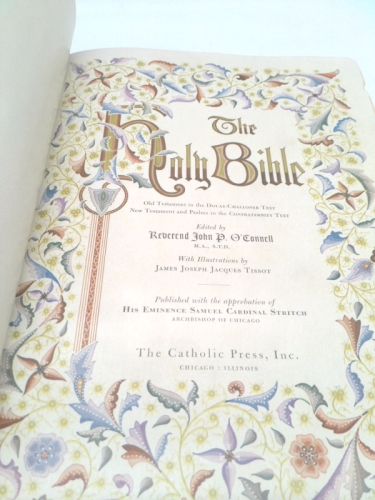 The
Holy Bible
Old Testament in the Douay-Challoner Text
New Testament and Psalms in the Confraternity Text
Edited by
Reverend John P. O'Connell
M.A., S.T.D.
With Illustrations by
James Joseph Jacques Tissot
Published with the approbation of
His Eminence Samuel Cardinal Stritch
ARCHBISHOP OF CHICAGO
The Catholic Press, Inc.
CHICAGO : ILLINOIS